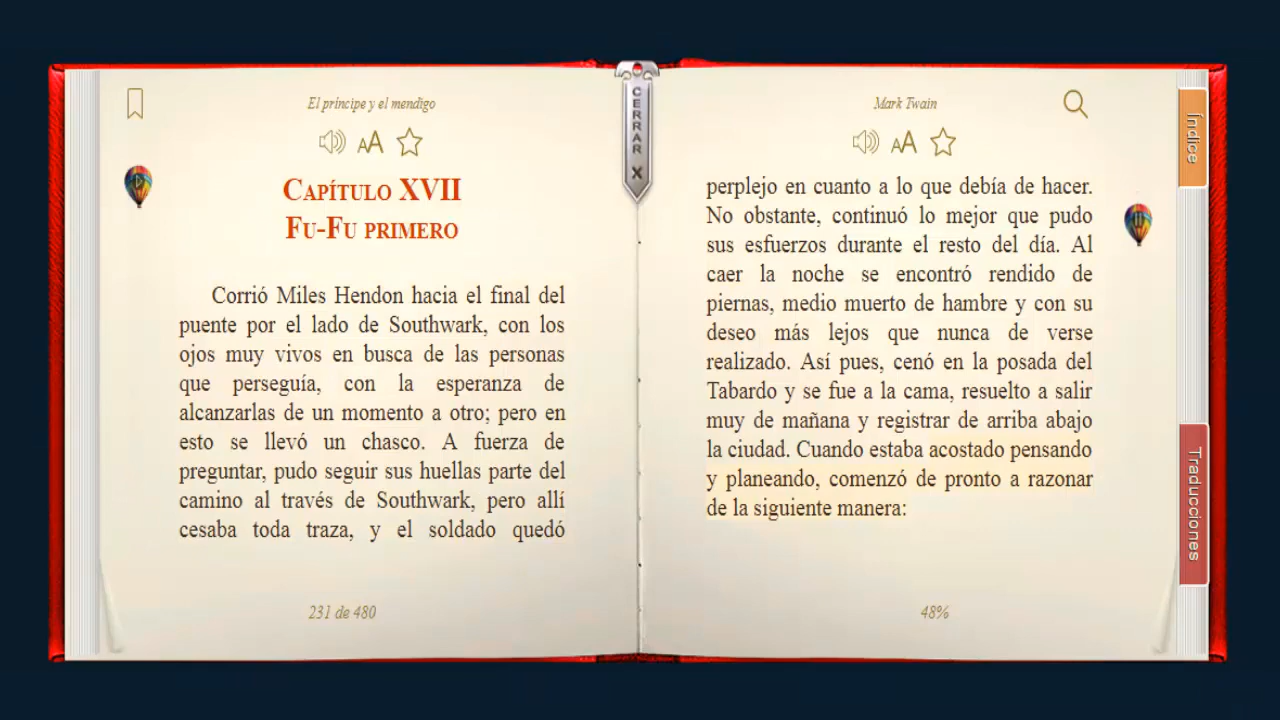 El príncipe y el mendigo
AA
CAPÍTULO XVII
FU-FU PRIMERO
Corrió Miles Hendon hacia el final del
puente por el lado de Southwark, con los
ojos muy vivos en busca de las personas
que perseguía, con la esperanza de
alcanzarlas de un momento a otro; pero en
esto se llevó un chasco. A fuerza de
preguntar, pudo seguir sus huellas parte del
camino al través de Southwark, pero allí
cesaba toda traza, y el soldado quedó
231 de 480
CERRAR X
Mark Twain
AA
perplejo en cuanto a lo que debía de hacer.
No obstante, continuó lo mejor que pudo
sus esfuerzos durante el resto del día. Al
caer la noche se encontró rendido de
piernas, medio muerto de hambre y con su
deseo más lejos que nunca de verse
realizado. Así pues, cenó en la posada del
Tabardo y se fue a la cama, resuelto a salir
muy de mañana y registrar de arriba abajo
la ciudad. Cuando estaba acostado pensando
y planeando, comenzó de pronto a razonar
de la siguiente manera:
48%
Índice
Traducciones